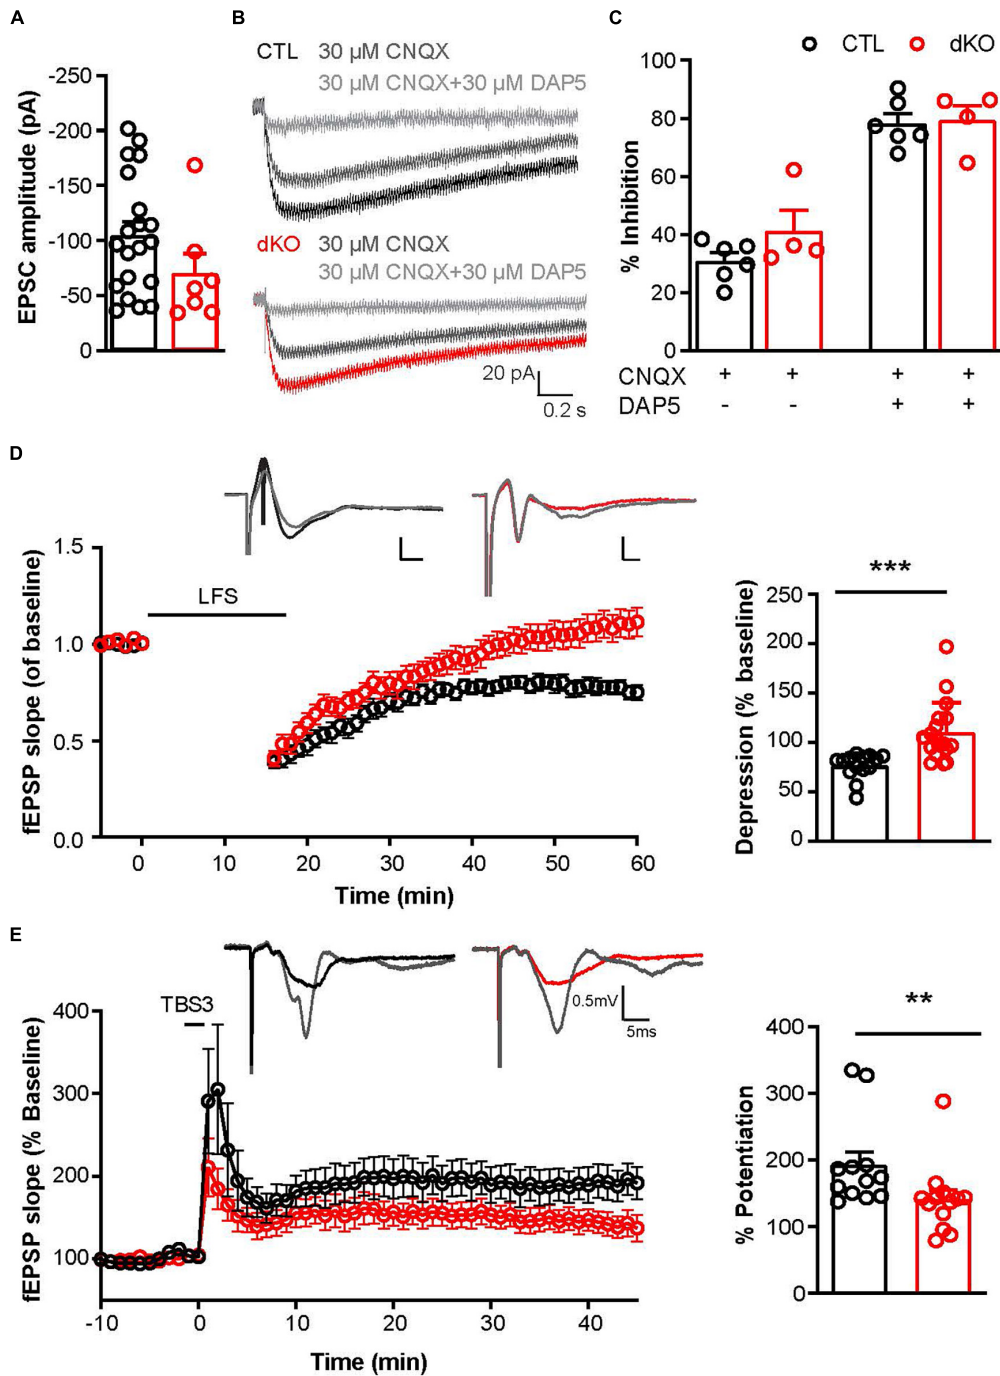 A
EPSC amplitude (pA)
-250
-200
-150
-100
-50
0
B
CTL 30 µM CNQX
30 µM CNQX+30 µM DAP5
dKO 30 µM CNQX
30 µM CNQX+30 µM DAP5
20 pA
0.2 s
C
CTL dKO
% Inhibition
100
80
60
40
20
0
CNQX + + + +
DAP5 - - + +
D
fEPSP slope (of baseline)
1.5
1.0
0.5
0.0
LFS
0 10 20 30 40 50 60
Time (min)
Depression (% baseline)
250
200
150
100
50
0
***
E
fEPSP slope (% Baseline)
400
300
200
100
TBS3
0.5mV
5ms
-10 0 10 20 30 40
Time (min)
% Potentiation
400
300
200
100
0
**